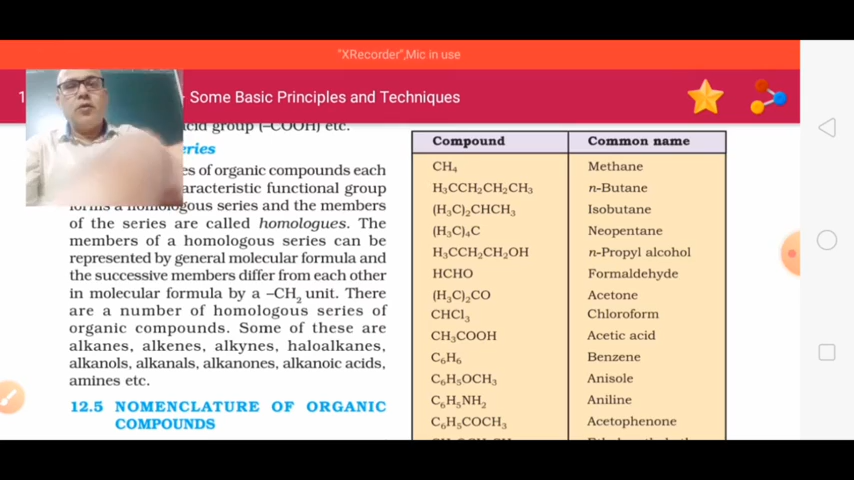 "XRecorder",Mic in use
1
- Some Basic Principles and Techniques
acid group (–COOH) etc.
eries
es of organic compounds each
aracteristic functional group
forms a homologous series and the members
of the series are called homologues. The
members of a homologous series can be
represented by general molecular formula and
the successive members differ from each other
in molecular formula by a –CH₂ unit. There
are a number of homologous series of
organic compounds. Some of these are
alkanes, alkenes, alkynes, haloalkanes,
alkanols, alkanals, alkanones, alkanoic acids,
amines etc.
12.5 NOMENCLATURE OF ORGANIC
COMPOUNDS
Compound Common name
CH₄ Methane
H₃CCH₂CH₂CH₃ n-Butane
(H₃C)₂CHCH₃ Isobutane
(H₃C)₄C Neopentane
H₃CCH₂CH₂OH n-Propyl alcohol
HCHO Formaldehyde
(H₃C)₂CO Acetone
CHCl₃ Chloroform
CH₃COOH Acetic acid
C₆H₆ Benzene
C₆H₅OCH₃ Anisole
C₆H₅NH₂ Aniline
C₆H₅COCH₃ Acetophenone